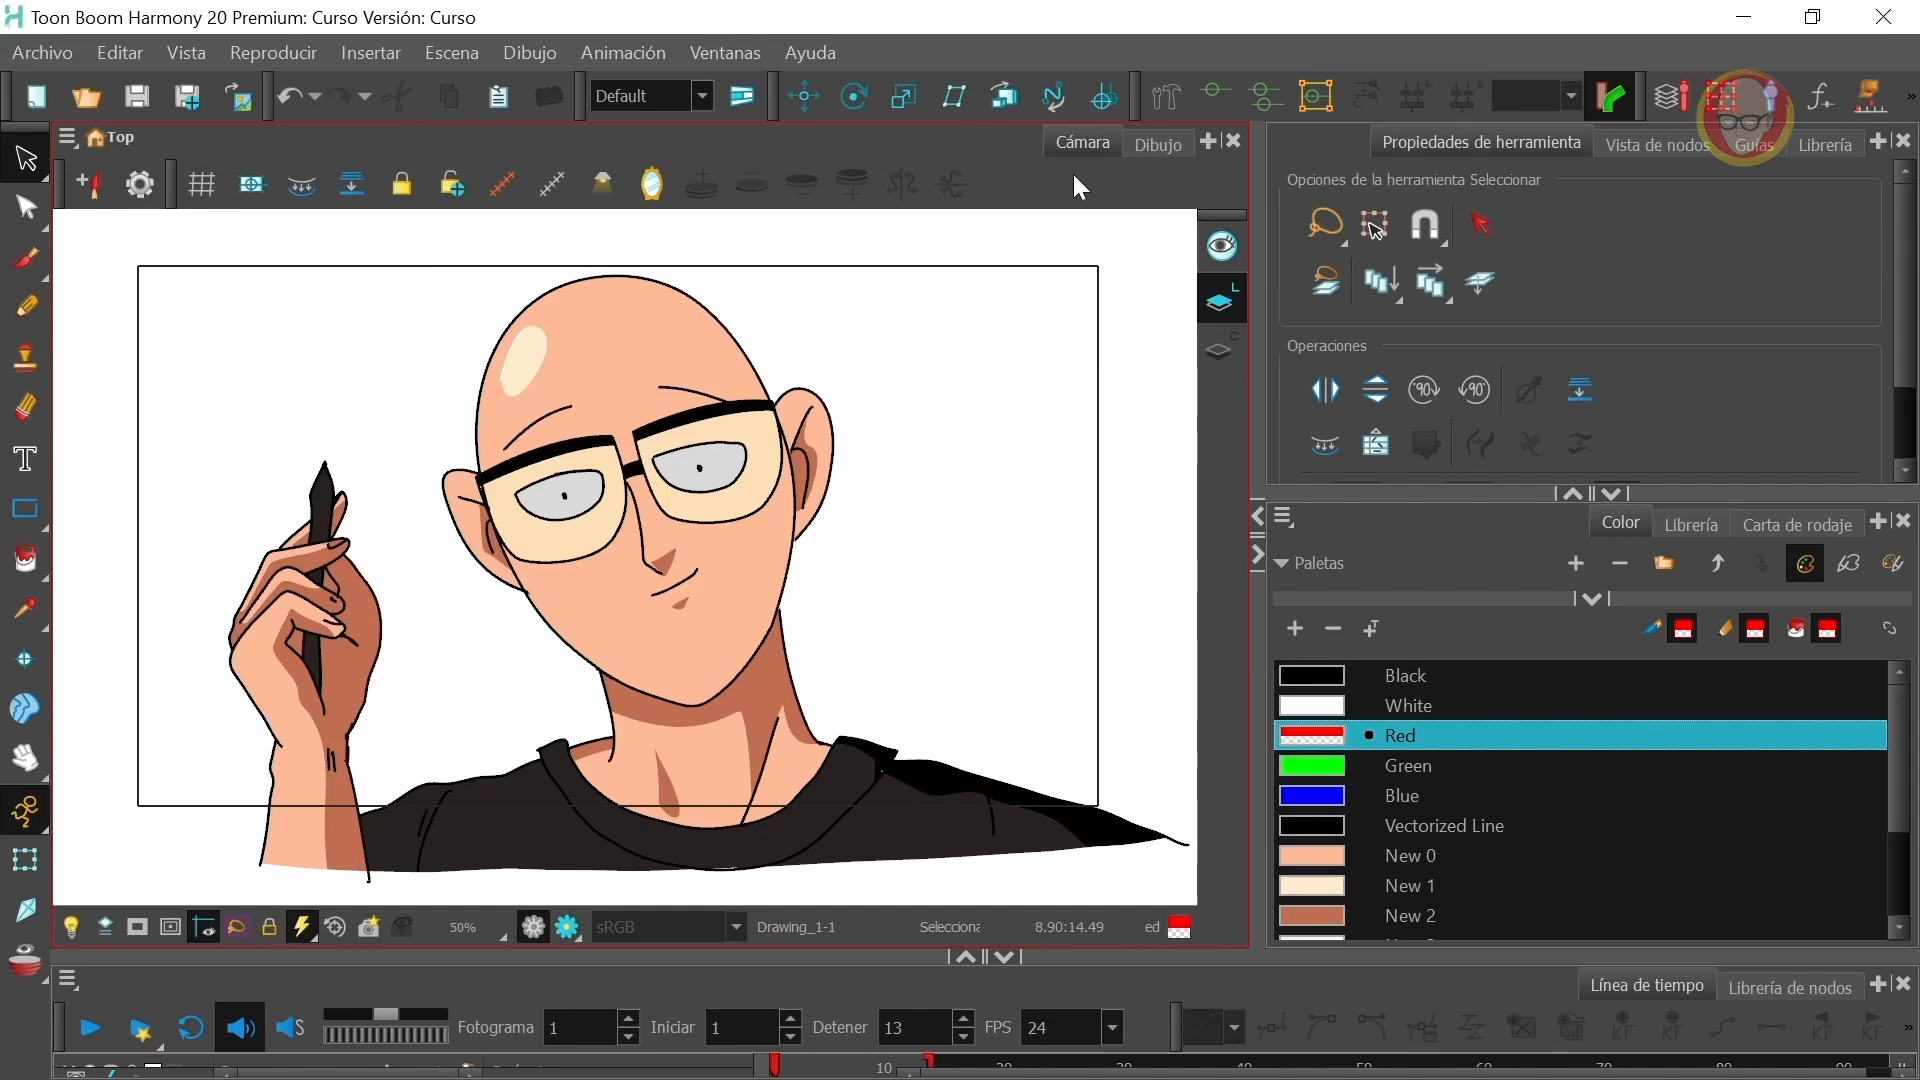 Toon Boom Harmony 20 Premium: Curso Versión: Curso
Archivo Editar Vista Reproducir Insertar Escena Dibujo Animación Ventanas Ayuda
Default
Top
Cámara Dibujo
Propiedades de herramienta Vista de nodos Guías Librería
Opciones de la herramienta Seleccionar
Operaciones
90 90
Color Librería Carta de rodaje
Paletas
Black
White
Red
Green
Blue
Vectorized Line
New 0
New 1
New 2
50% sRGB Drawing_1-1 Selecciona 8.90:14.49 ed
Línea de tiempo Librería de nodos
Fotograma 1 Iniciar 1 Detener 13 FPS 24
10